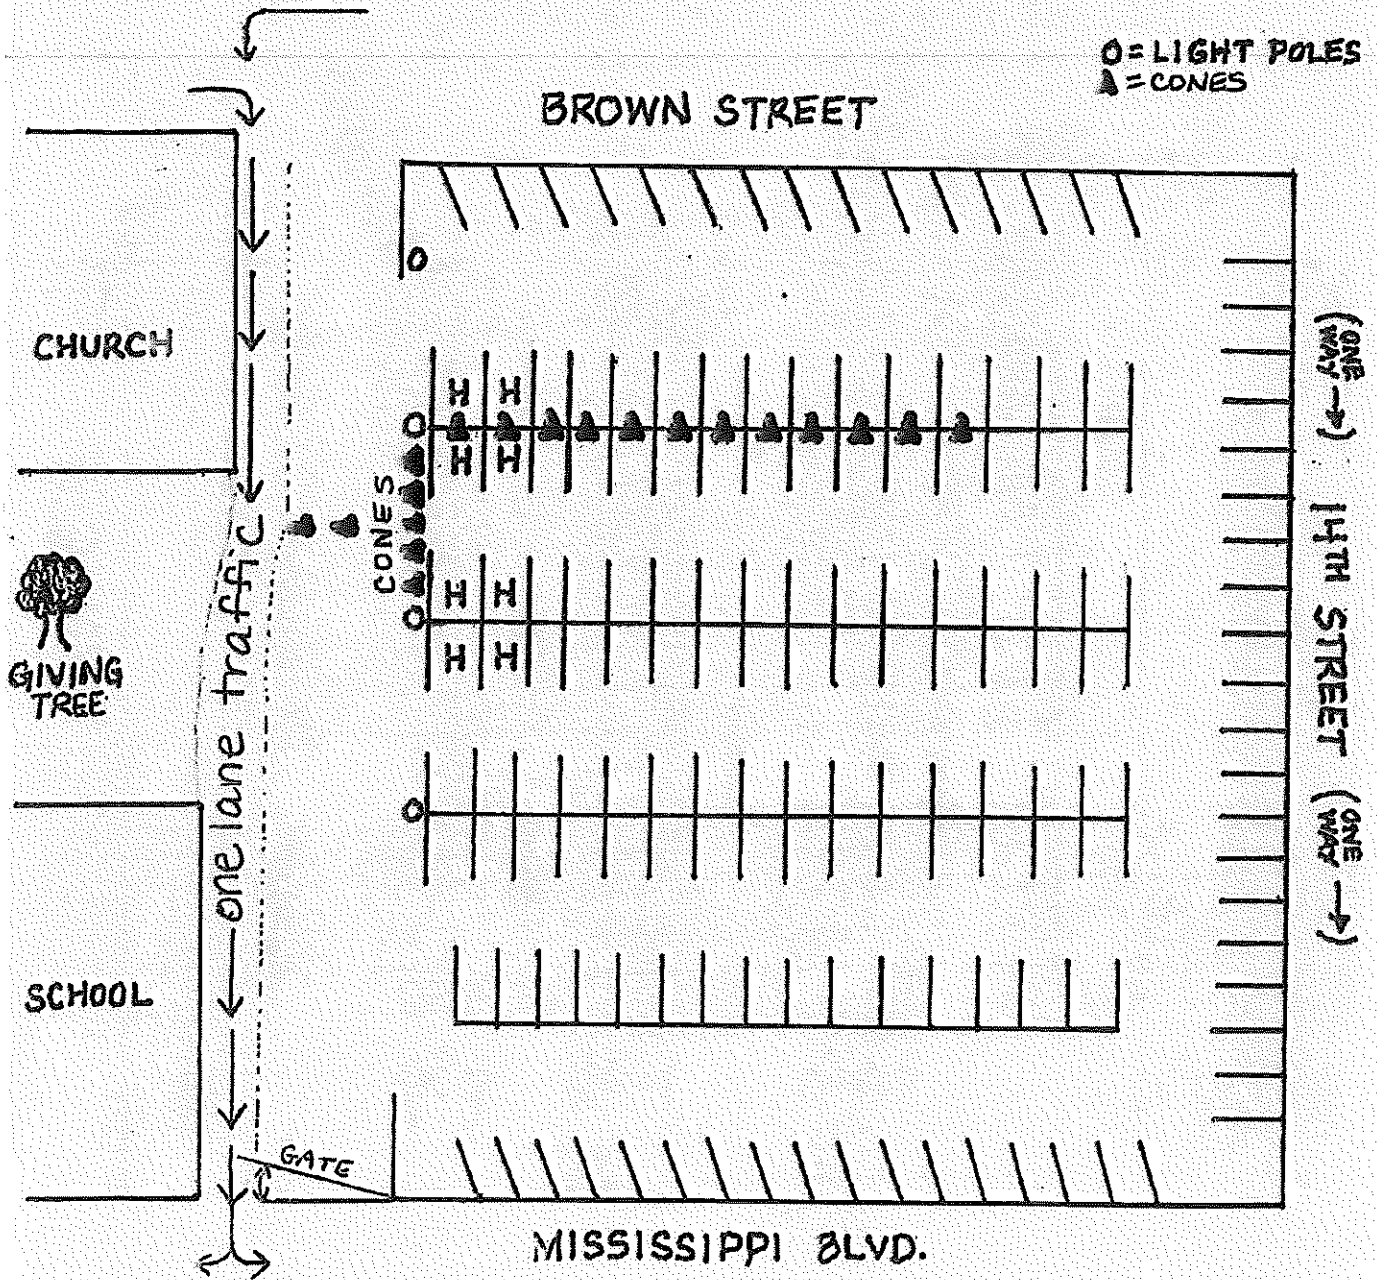 O = LIGHT POLES
= CONES
BROWN STREET
CHURCH
H H
H H
CONES
H H
H H
one lane traffic
GIVING
TREE
SCHOOL
GATE
(ONE
WAY →)
14TH STREET
(ONE
WAY →)
MISSISSIPPI BLVD.